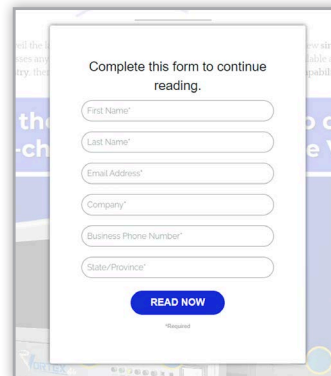 Complete this form to continue
reading.
First Name*
Last Name*
Email Address*
Company*
Business Phone Number*
State/Province*
READ NOW
*Required